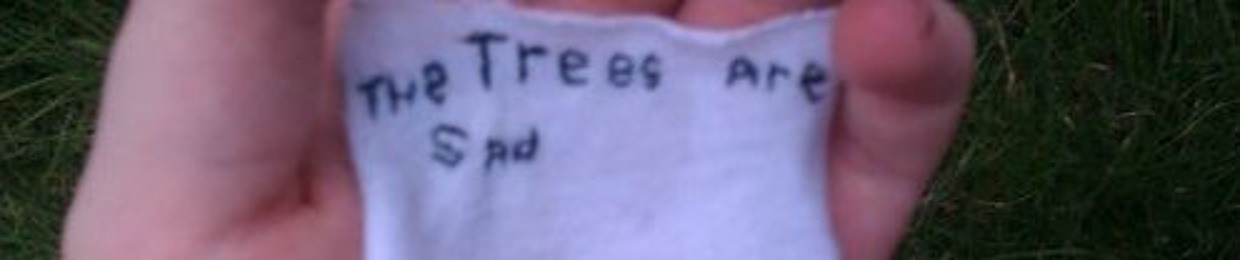 THe Trees Are
SAd